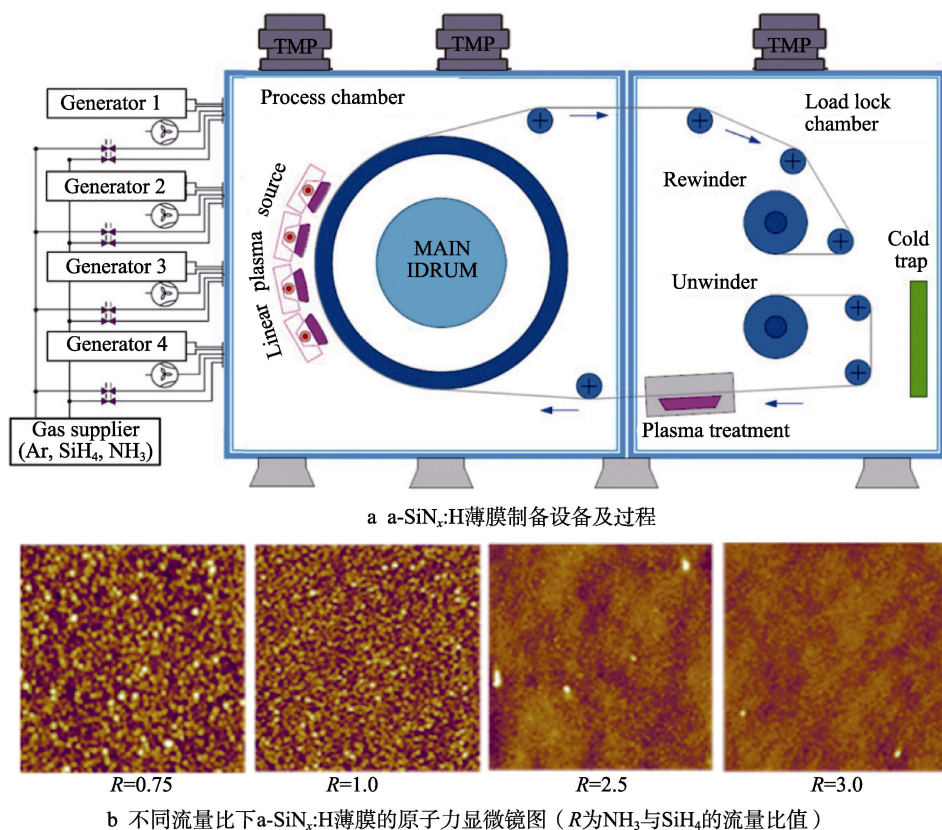 TMP
TMP
TMP
Generator 1
Process chamber
Load lock
chamber
Generator 2
Rewinder
Linear plasma source
MAIN
IDRUM
Cold
trap
Generator 3
Unwinder
Generator 4
Gas supplier
(Ar, SiH₄, NH₃)
Plasma treatment
a a-SiNₓ:H薄膜制备设备及过程
R=0.75
R=1.0
R=2.5
R=3.0
b 不同流量比下a-SiNₓ:H薄膜的原子力显微镜图（R为NH₃与SiH₄的流量比值）